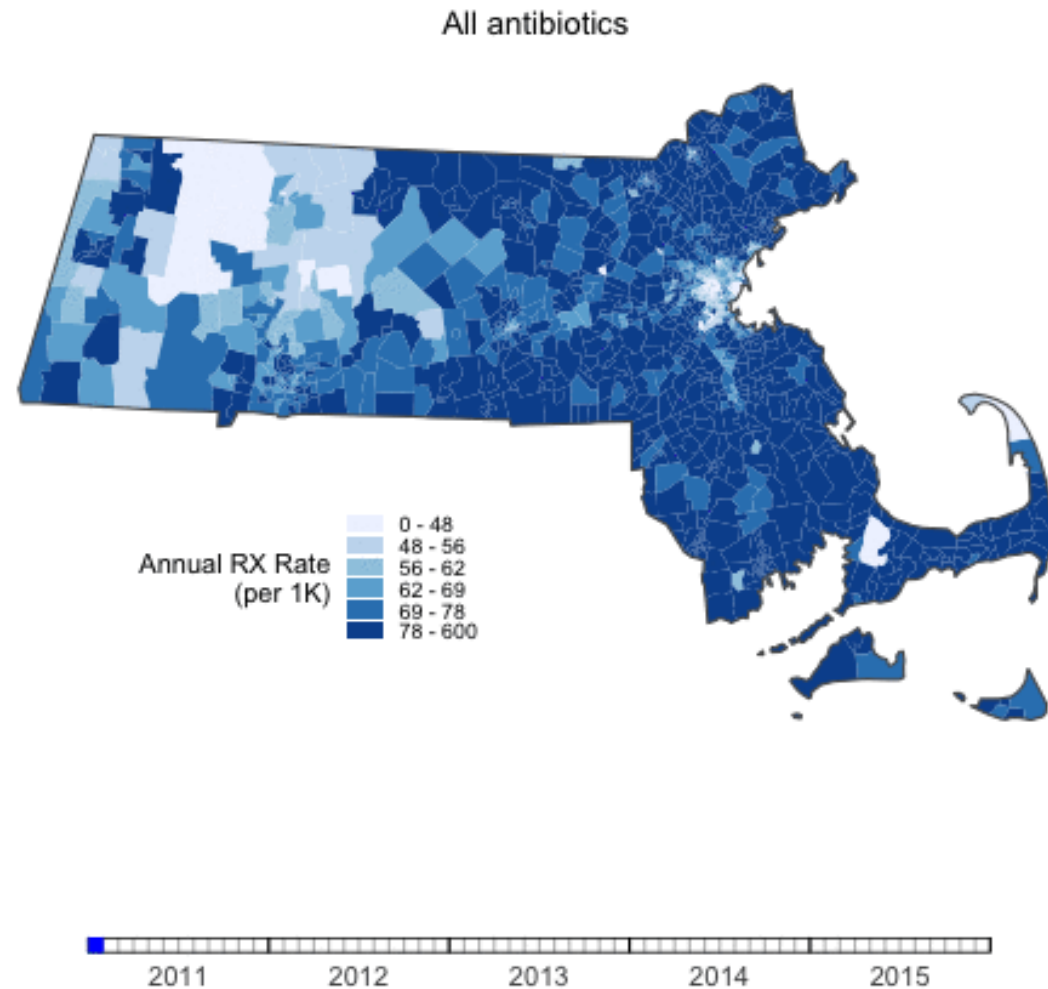 All antibiotics
Annual RX Rate
(per 1K)
0 - 48
48 - 56
56 - 62
62 - 69
69 - 78
78 - 600
2011 2012 2013 2014 2015